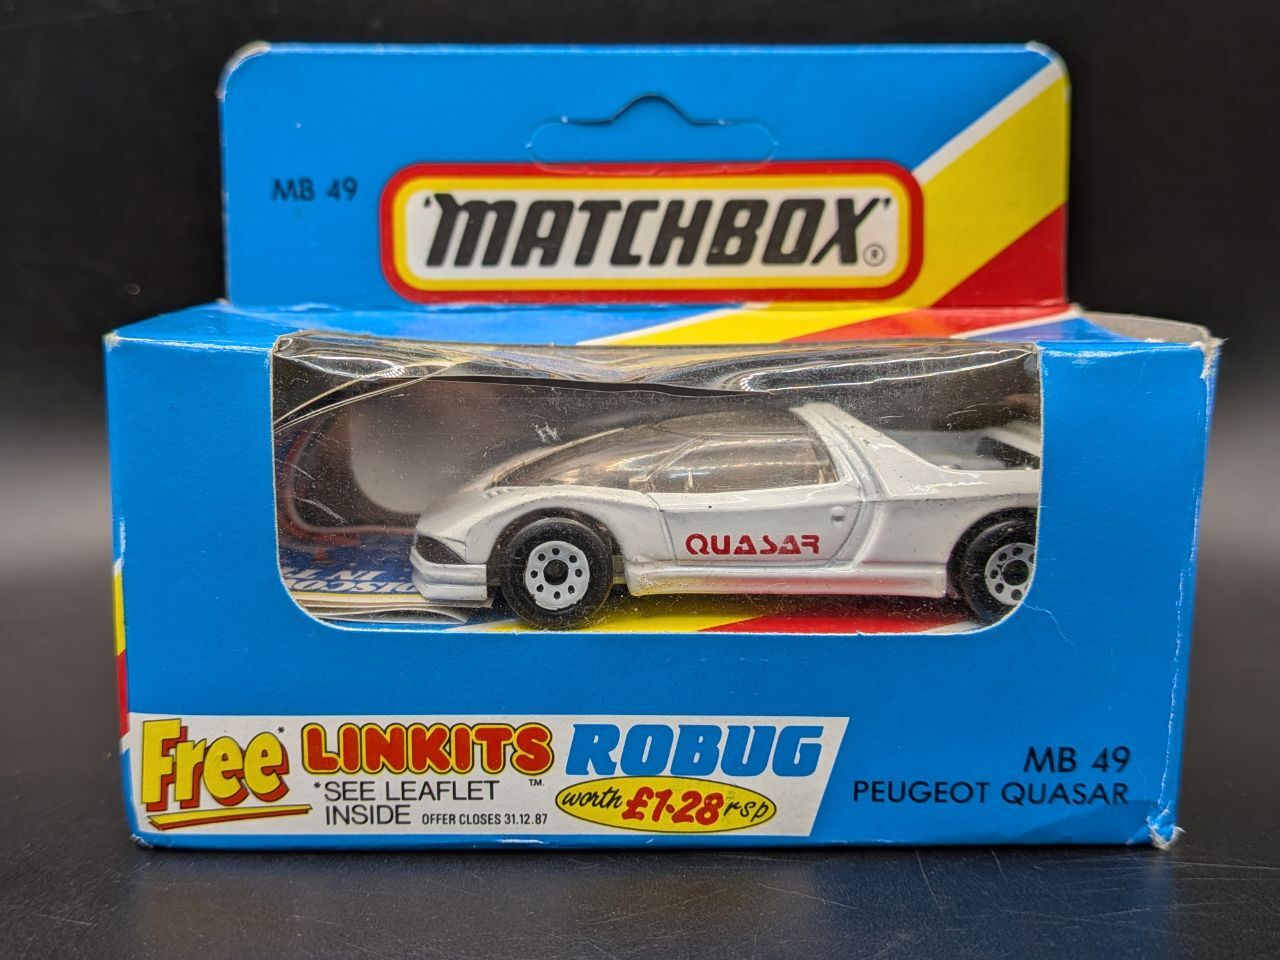 MB 49
'MATCHBOX'®
QUASAR
Free* LINKITS™ ROBUG
*SEE LEAFLET
INSIDE OFFER CLOSES 31.12.87
worth £1·28 rsp
MB 49
PEUGEOT QUASAR